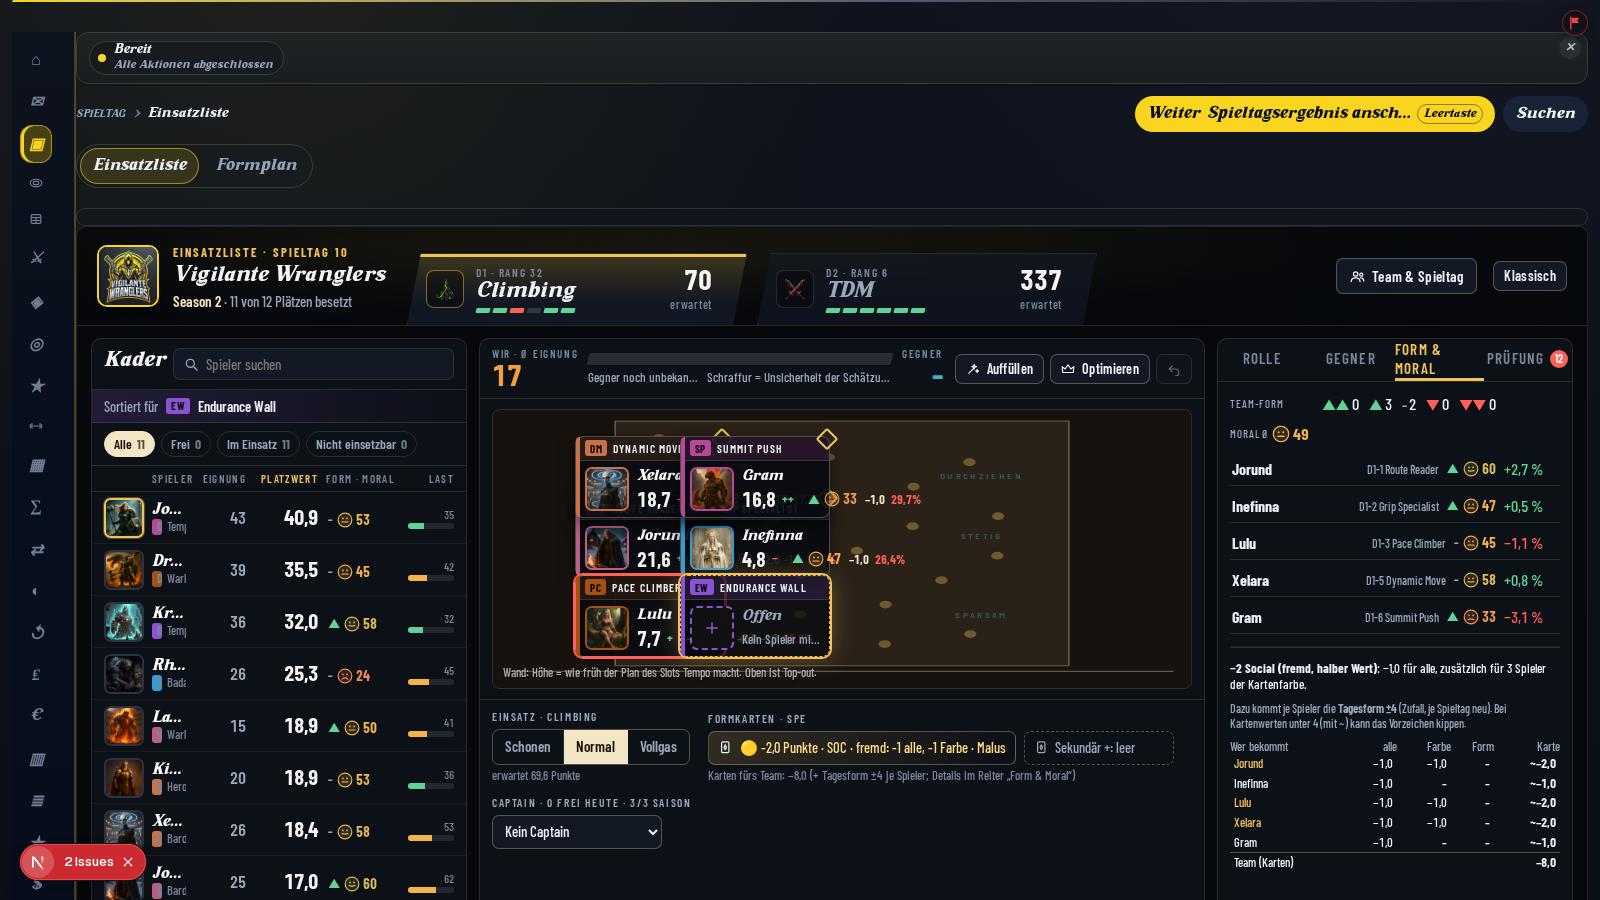 Bereit
Alle Aktionen abgeschlossen
SPIELTAG › Einsatzliste
Weiter Spieltagsergebnis ansch... Leertaste
Suchen
Einsatzliste
Formplan
EINSATZLISTE · SPIELTAG 10
Vigilante Wranglers
Season 2 · 11 von 12 Plätzen besetzt
VIGILANTE WRANGLERS
D1 · RANG 32
Climbing
70
erwartet
D2 · RANG 6
TDM
337
erwartet
Team & Spieltag
Klassisch
Kader
Spieler suchen
Sortiert für EW Endurance Wall
Alle 11
Frei 0
Im Einsatz 11
Nicht einsetzbar 0
SPIELER EIGNUNG PLATZWERT FORM · MORAL LAST
Jo... 43 40,9 - 53 35
Dr... 39 35,5 - 45 42
Kr... 36 32,0 58 32
Rh... 26 25,3 - 24 45
La... 15 18,9 50 41
Ki... 20 18,9 - 53 36
Xe... 26 18,4 - 58 53
Jo... 25 17,0 60 62
WIR · Ø EIGNUNG
17
GEGNER
–
Gegner noch unbekan...
Schraffur = Unsicherheit der Schätzu...
Auffüllen
Optimieren
DM DYNAMIC MOV
Xelara
18,7
SP SUMMIT PUSH
Gram
16,8 ++ 33 –1,0 29,7%
Jorun
21,6
Inefinna
4,8 – 47 –1,0 26,4%
PC PACE CLIMBER
Lulu
7,7 +
EW ENDURANCE WALL
Offen
Kein Spieler mi...
DURCHZIEHEN
STETIG
SPARSAM
Wand: Höhe = wie früh der Plan des Slots Tempo macht. Oben ist Top-out.
EINSATZ · CLIMBING
Schonen
Normal
Vollgas
erwartet 69,6 Punkte
FORMKARTEN · SPE
-2,0 Punkte · SOC · fremd: -1 alle, -1 Farbe · Malus
Sekundär +: leer
Karten fürs Team: –8,0 (+ Tagesform ±4 je Spieler; Details im Reiter „Form & Moral“)
CAPTAIN · 0 FREI HEUTE · 3/3 SAISON
Kein Captain
ROLLE
GEGNER
FORM & MORAL
PRÜFUNG 12
TEAM-FORM 0 3 -2 0 0
MORAL Ø 49
Jorund D1-1 Route Reader 60 +2,7 %
Inefinna D1-2 Grip Specialist 47 +0,5 %
Lulu D1-3 Pace Climber - 45 –1,1 %
Xelara D1-5 Dynamic Move - 58 +0,8 %
Gram D1-6 Summit Push 33 –3,1 %
–2 Social (fremd, halber Wert): –1,0 für alle, zusätzlich für 3 Spieler
der Kartenfarbe.
Dazu kommt je Spieler die Tagesform ±4 (Zufall, je Spieltag neu). Bei
Kartenwerten unter 4 (mit ~) kann das Vorzeichen kippen.
Wer bekommt alle Farbe Form Karte
Jorund –1,0 –1,0 – ~–2,0
Inefinna –1,0 – – ~–1,0
Lulu –1,0 –1,0 – ~–2,0
Xelara –1,0 –1,0 – ~–2,0
Gram –1,0 – – ~–1,0
Team (Karten) –8,0
N 2 Issues